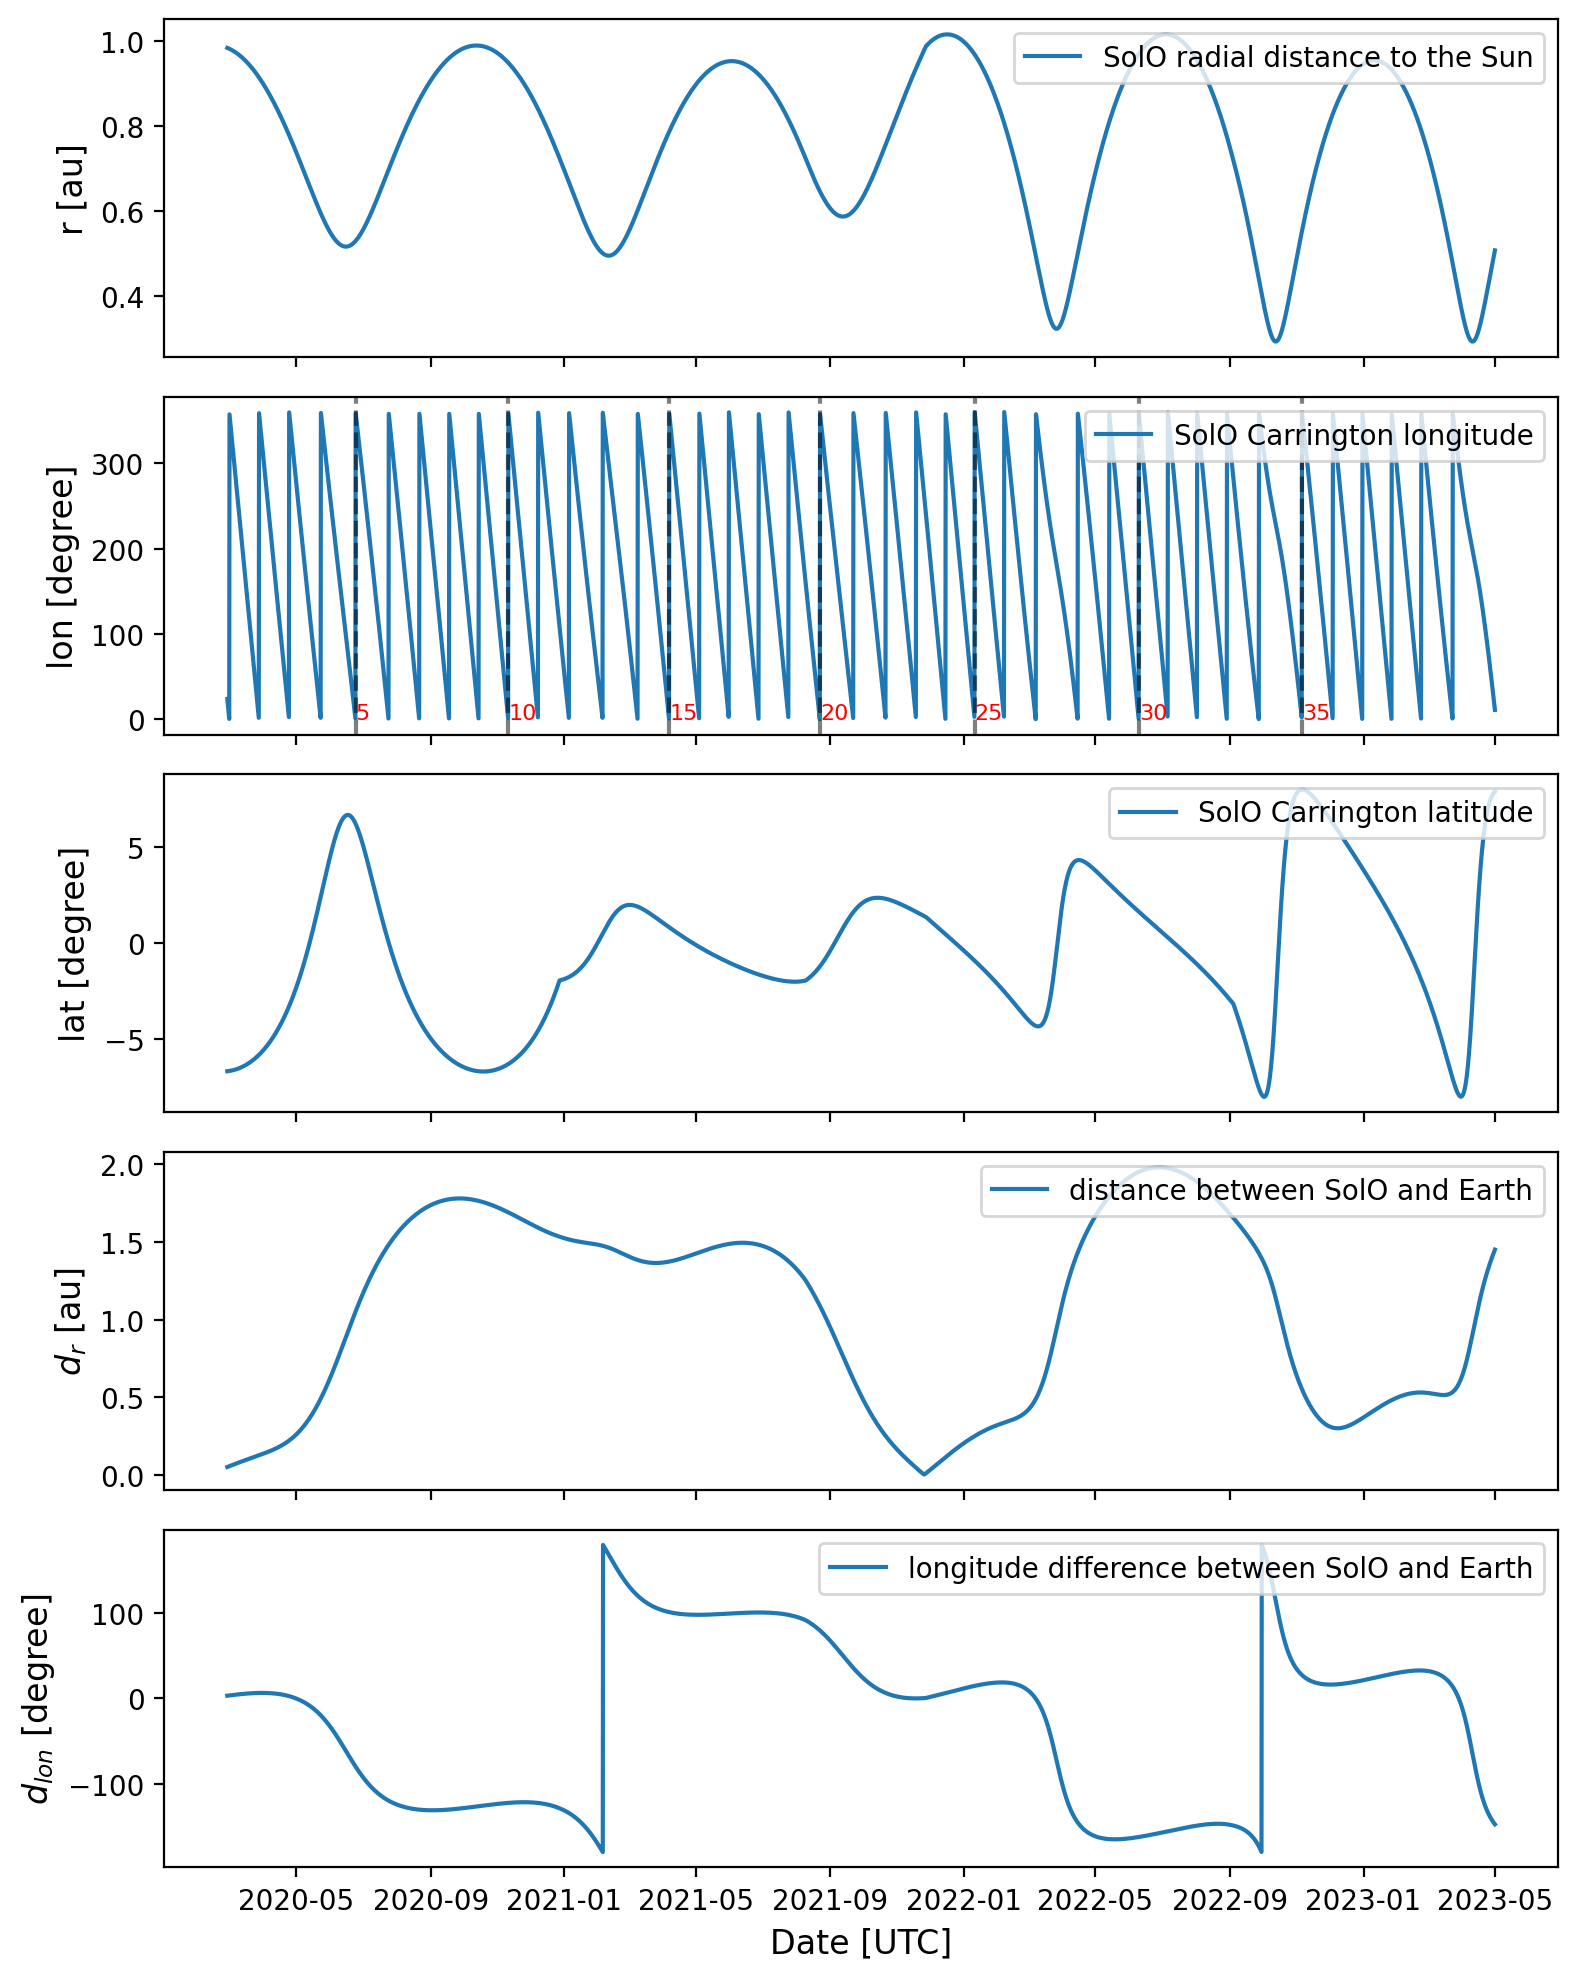 SolO radial distance to the Sun
r [au]
1.0
0.8
0.6
0.4
SolO Carrington longitude
lon [degree]
300
200
100
0
5 10 15 20 25 30 35
SolO Carrington latitude
lat [degree]
5
0
−5
distance between SolO and Earth
d_r [au]
2.0
1.5
1.0
0.5
0.0
longitude difference between SolO and Earth
d_lon [degree]
100
0
−100
2020-05 2020-09 2021-01 2021-05 2021-09 2022-01 2022-05 2022-09 2023-01 2023-05
Date [UTC]